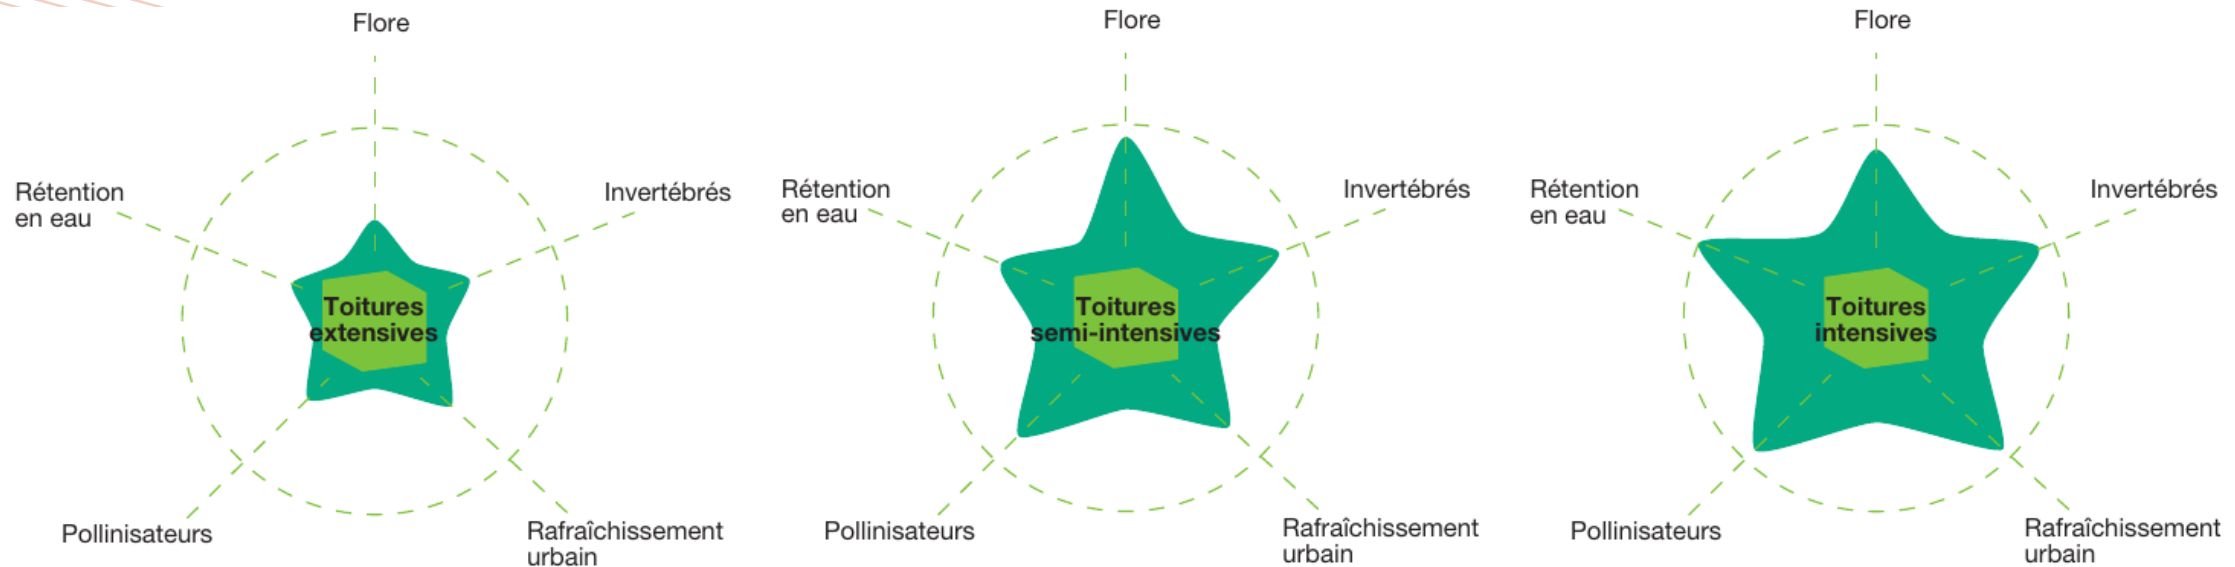 Flore
Rétention
en eau
Invertébrés
Toitures
extensives
Pollinisateurs
Rafraîchissement
urbain
Flore
Rétention
en eau
Invertébrés
Toitures
semi-intensives
Pollinisateurs
Rafraîchissement
urbain
Flore
Rétention
en eau
Invertébrés
Toitures
intensives
Pollinisateurs
Rafraîchissement
urbain